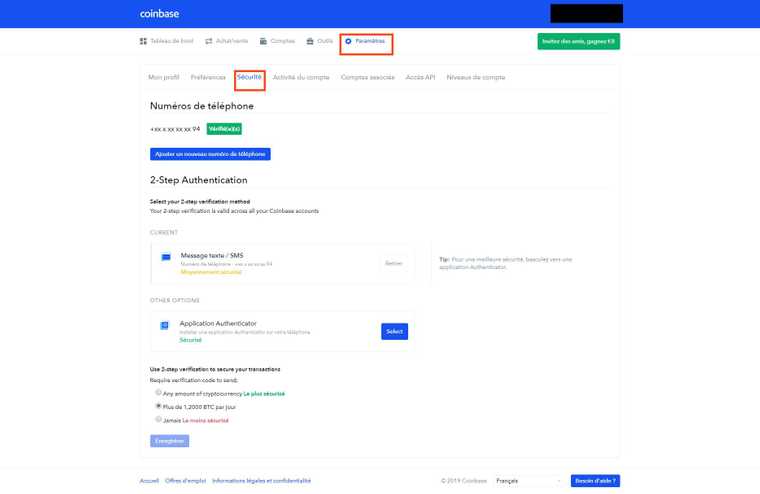 coinbase
Tableau de bord
Achat/vente
Comptes
Outils
Paramètres
Invitez des amis, gagnez €8
Mon profil
Préférences
Sécurité
Activité du compte
Comptes associés
Accès API
Niveaux de compte
Numéros de téléphone
+xx x xx xx xx 94
Vérifié(e)(s)
Ajouter un nouveau numéro de téléphone
2-Step Authentication
Select your 2-step verification method
Your 2-step verification is valid across all your Coinbase accounts
CURRENT
Message texte / SMS
Numéro de téléphone : +xx x xx xx xx 94
Moyennement sécurisé
Retirer
Tip: Pour une meilleure sécurité, basculez vers une
application Authenticator.
OTHER OPTIONS
Application Authenticator
Installer une application Authenticator sur votre téléphone
Sécurisé
Select
Use 2-step verification to secure your transactions
Require verification code to send:
Any amount of cryptocurrency Le plus sécurisé
Plus de 1,2000 BTC par jour
Jamais Le moins sécurisé
Enregistrer
Accueil
Offres d'emploi
Informations légales et confidentialité
© 2019 Coinbase
Français
Besoin d'aide ?